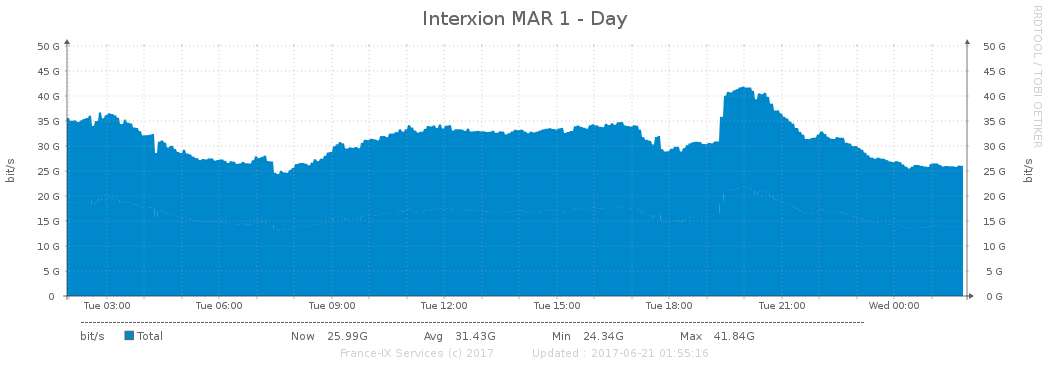 Interxion MAR 1 - Day
RRDTOOL / TOBI OETIKER
50 G 50 G
45 G 45 G
40 G 40 G
35 G 35 G
30 G 30 G
25 G 25 G
20 G 20 G
15 G 15 G
10 G 10 G
5 G 5 G
0 0 G
bit/s bit/s
Tue 03:00 Tue 06:00 Tue 09:00 Tue 12:00 Tue 15:00 Tue 18:00 Tue 21:00 Wed 00:00
bit/s Total Now 25.99G Avg 31.43G Min 24.34G Max 41.84G
France-IX Services (c) 2017 Updated : 2017-06-21 01:55:16